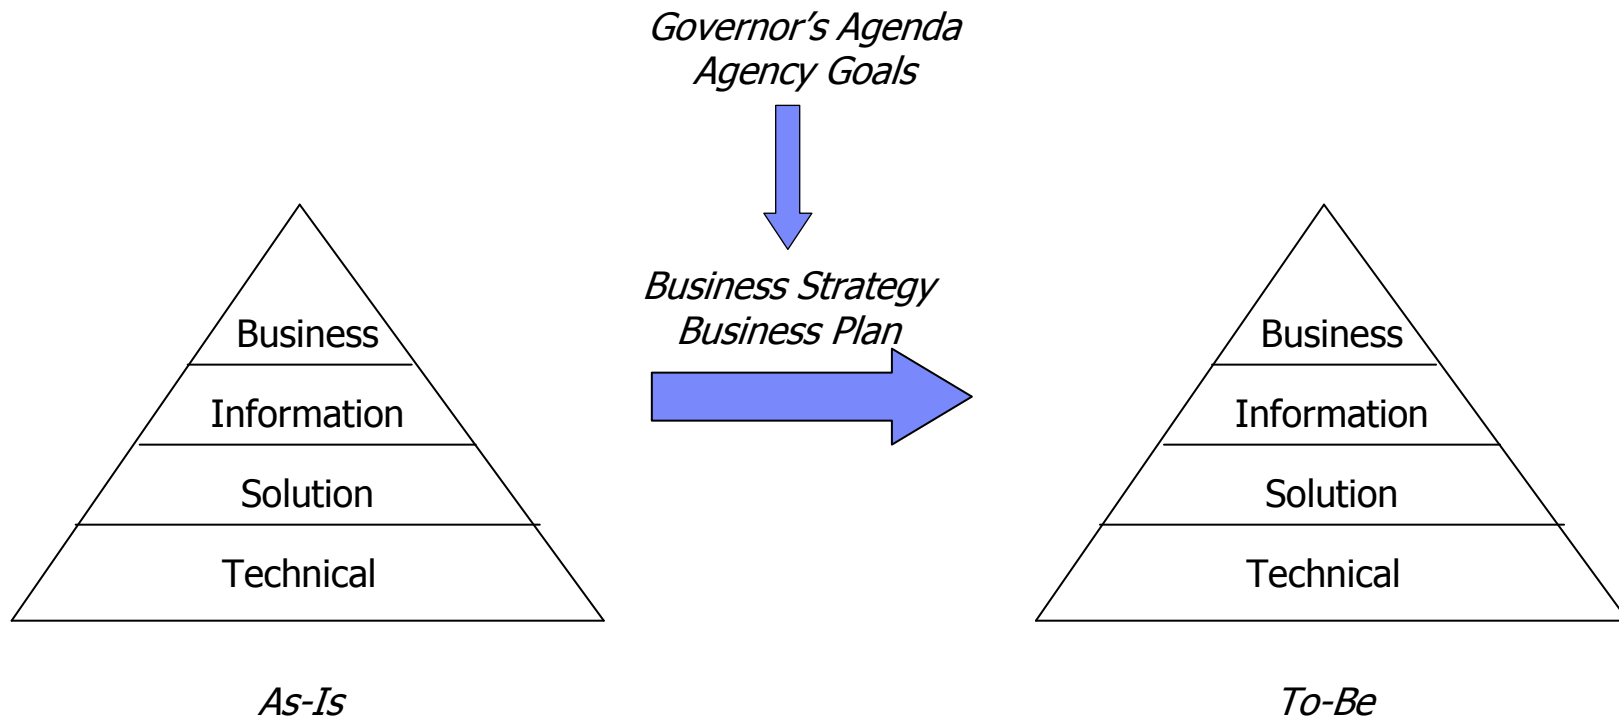 Governor's Agenda
Agency Goals
Business Strategy
Business Plan
Business
Information
Solution
Technical
As-Is
Business
Information
Solution
Technical
To-Be